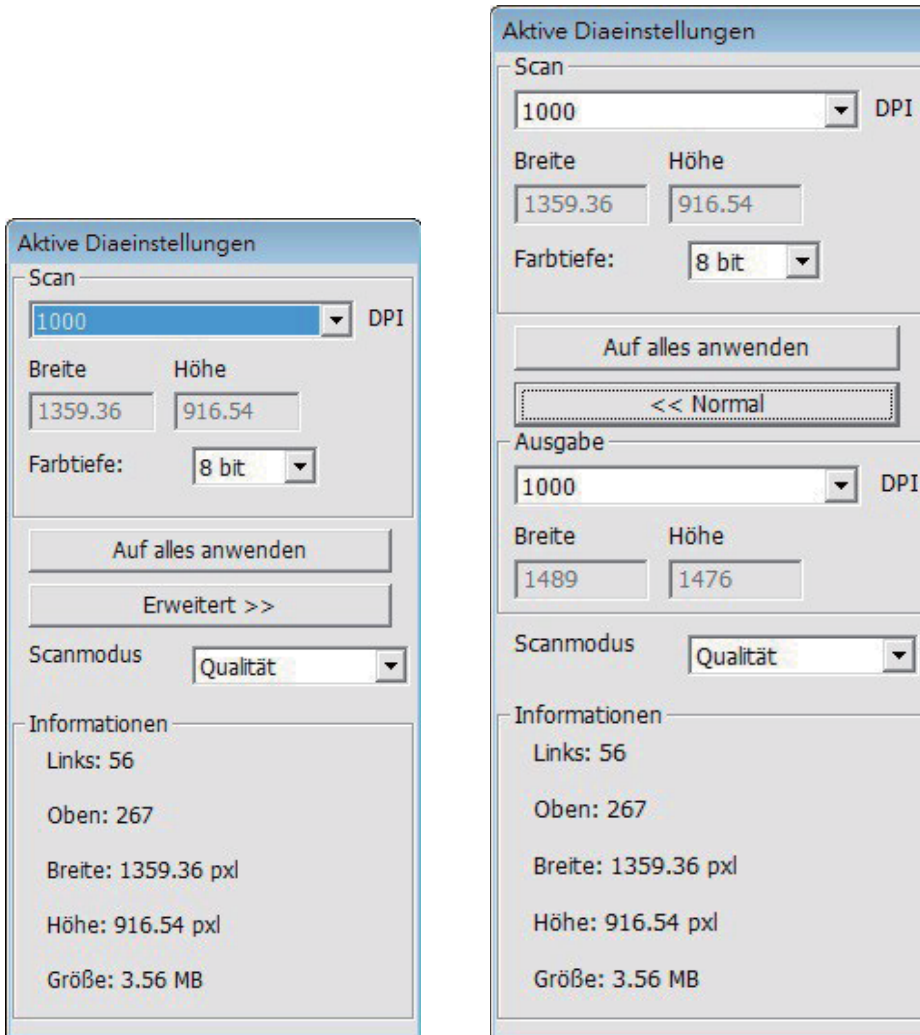 Aktive Diaeinstellungen
Scan
1000 DPI
Breite Höhe
1359.36 916.54
Farbtiefe: 8 bit
Auf alles anwenden
Erweitert >>
Scanmodus Qualität
Informationen
Links: 56
Oben: 267
Breite: 1359.36 pxl
Höhe: 916.54 pxl
Größe: 3.56 MB
Aktive Diaeinstellungen
Scan
1000 DPI
Breite Höhe
1359.36 916.54
Farbtiefe: 8 bit
Auf alles anwenden
<< Normal
Ausgabe
1000 DPI
Breite Höhe
1489 1476
Scanmodus Qualität
Informationen
Links: 56
Oben: 267
Breite: 1359.36 pxl
Höhe: 916.54 pxl
Größe: 3.56 MB